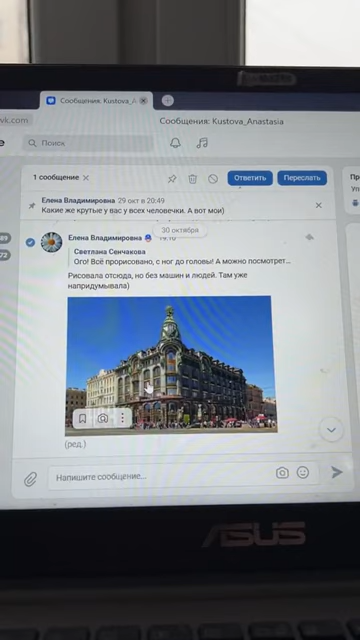 Сообщения: Kustova_A
vk.com
Сообщения: Kustova_Anastasia
Поиск
1 сообщение
Ответить
Переслать
Елена Владимировна 29 окт в 20:49
Какие же крутые у вас у всех человечки. А вот мои)
30 октября
Елена Владимировна
Светлана Сенчакова
Ого! Всё прорисовано, с ног до головы! А можно посмотрет...
Рисовала отсюда, но без машин и людей. Там уже
напридумывала)
(ред.)
Напишите сообщение...
ASUS